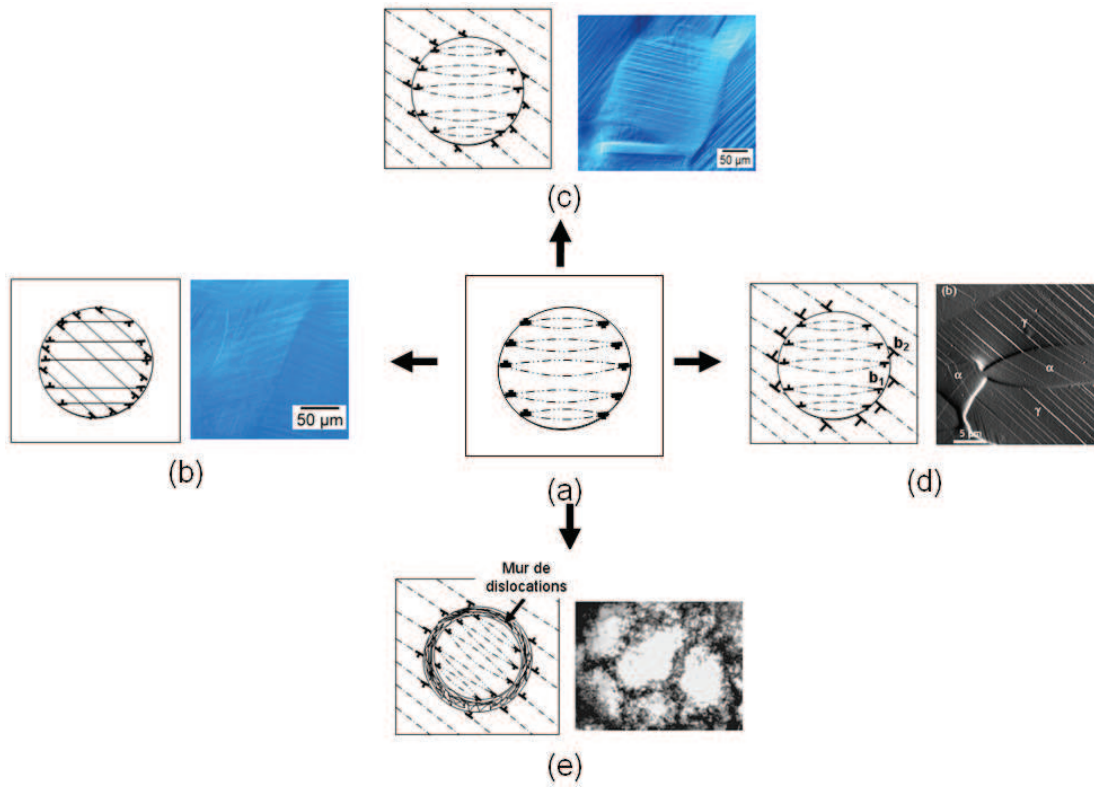 50 µm
(c)
50 µm
(b)
(a)
b₂
b₁
(b)
γ
α
α
γ
5 µm
(d)
Mur de
dislocations
(e)